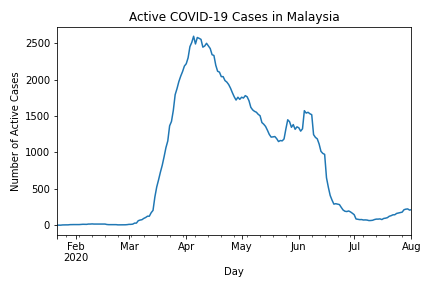 Active COVID-19 Cases in Malaysia
Number of Active Cases
2500
2000
1500
1000
500
0
Feb Mar Apr May Jun Jul Aug
2020
Day